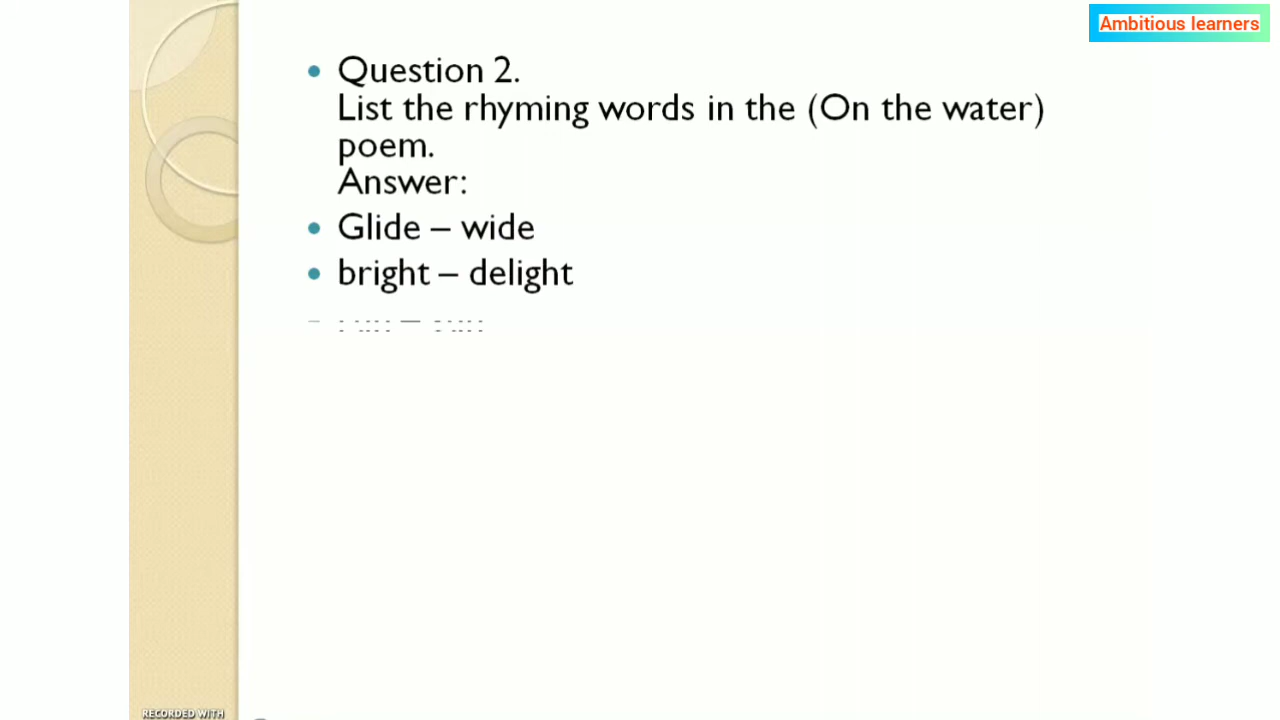 Ambitious learners
Question 2.
List the rhyming words in the (On the water)
poem.
Answer:
Glide – wide
bright – delight
RECORDED WITH